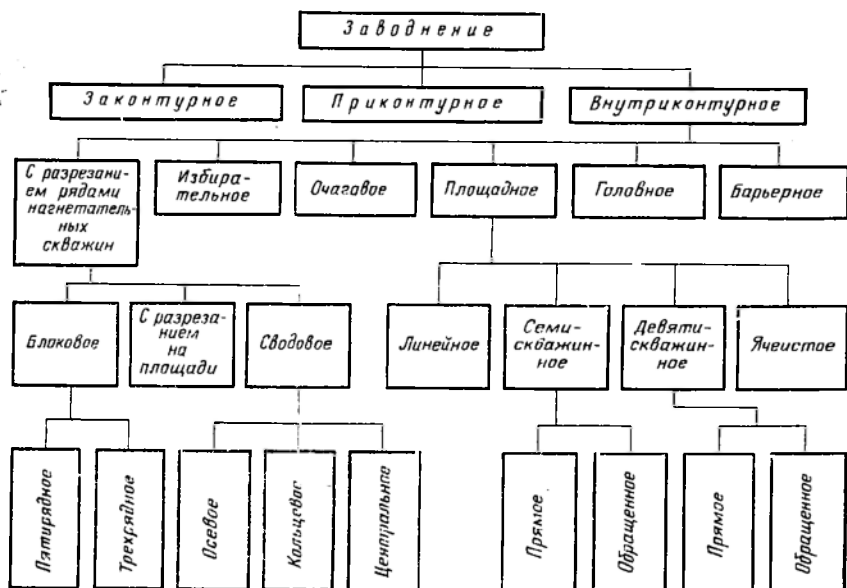 Заводнение
Законтурное
Приконтурное
Внутриконтурное
С разрезани-
ем рядами
нагнетатель-
ных
скважин
Избира-
тельное
Очаговое
Площадное
Головное
Барьерное
Блоковое
С разреза-
нием
на
площади
Сводовое
Линейное
Семи-
скважин-
ное
Девяти-
скважин-
ное
Ячеистое
Пятирядное
Трехрядное
Осевое
Кольцевое
Центральное
Прямое
Обращенное
Прямое
Обращенное